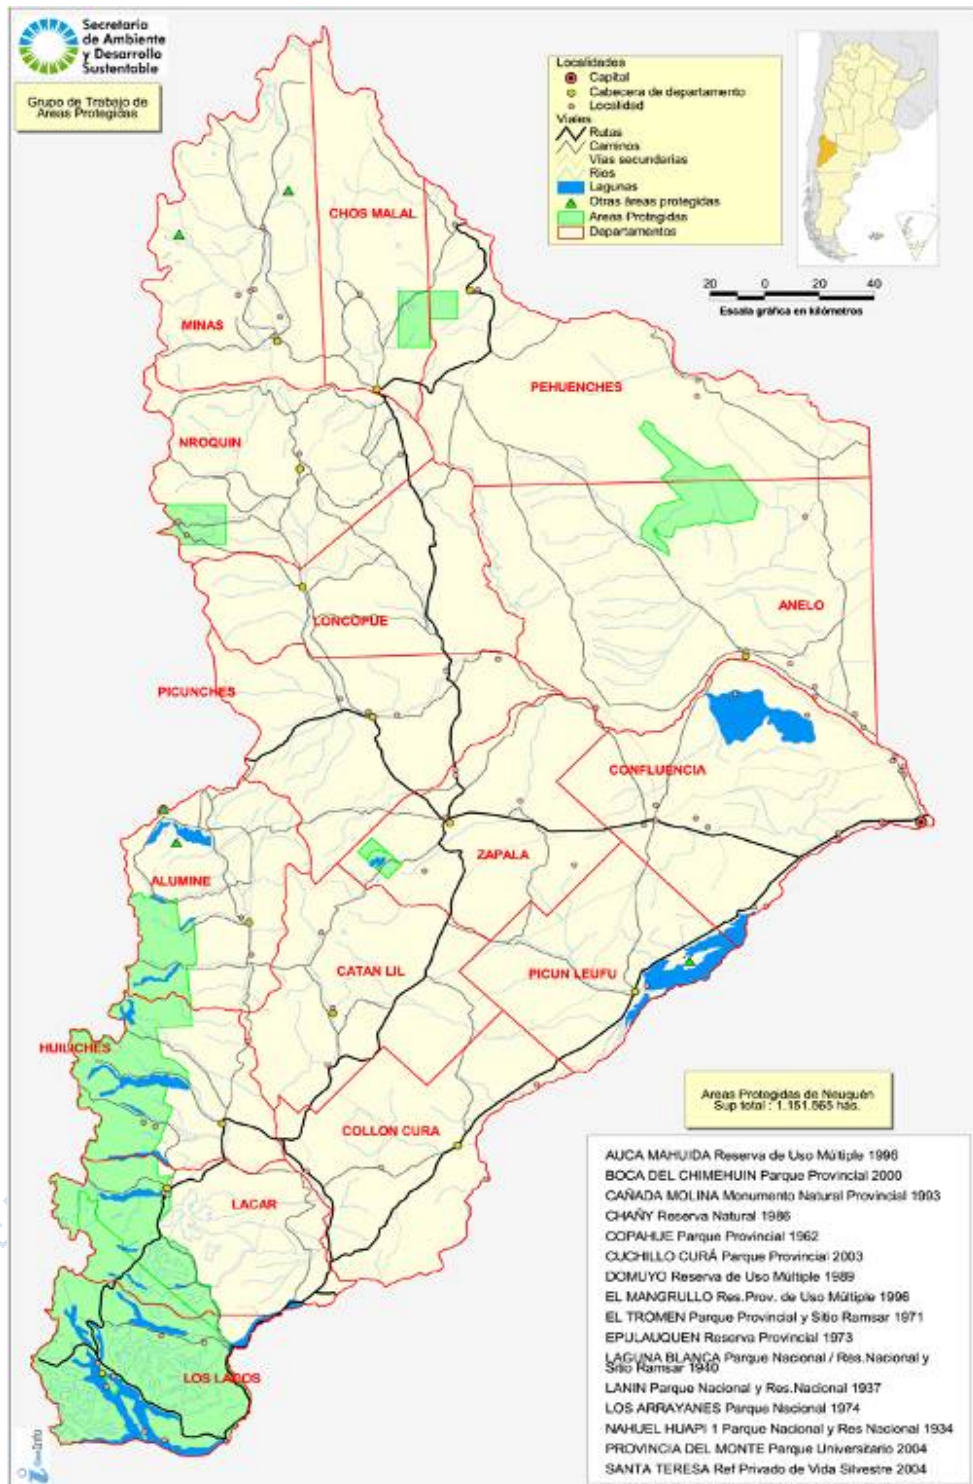 Secretaría
de Ambiente
y Desarrollo
Sustentable
Grupo de Trabajo de
Areas Protegidas
Localidades
Capital
Cabecera de departamento
Localidad
Viales
Rutas
Caminos
Vías secundarias
Ríos
Lagunas
Otras áreas protegidas
Areas Protegidas
Departamentos
20 0 20 40
Escala gráfica en kilómetros
CHOS MALAL
MINAS
PEHUENCHES
NROQUIN
ANELO
LONCOPUE
PICUNCHES
CONFLUENCIA
ZAPALA
ALUMINE
CATAN LIL
PICUN LEUFU
HUILICHES
COLLON CURA
LACAR
LOS LAGOS
Areas Protegidas de Neuquén
Sup total : 1.151.565 hás.
AUCA MAHUIDA Reserva de Uso Múltiple 1996
BOCA DEL CHIMEHUIN Parque Provincial 2000
CAÑADA MOLINA Monumento Natural Provincial 1993
CHAÑY Reserva Natural 1986
COPAHUE Parque Provincial 1962
CUCHILLO CURÁ Parque Provincial 2003
DOMUYO Reserva de Uso Múltiple 1989
EL MANGRULLO Res.Prov. de Uso Múltiple 1996
EL TROMEN Parque Provincial y Sitio Ramsar 1971
EPULAUQUEN Reserva Provincial 1973
LAGUNA BLANCA Parque Nacional / Res.Nacional y
Sitio Ramsar 1940
LANIN Parque Nacional y Res.Nacional 1937
LOS ARRAYANES Parque Nacional 1974
NAHUEL HUAPI 1 Parque Nacional y Res Nacional 1934
PROVINCIA DEL MONTE Parque Universitario 2004
SANTA TERESA Ref Privado de Vida Silvestre 2004